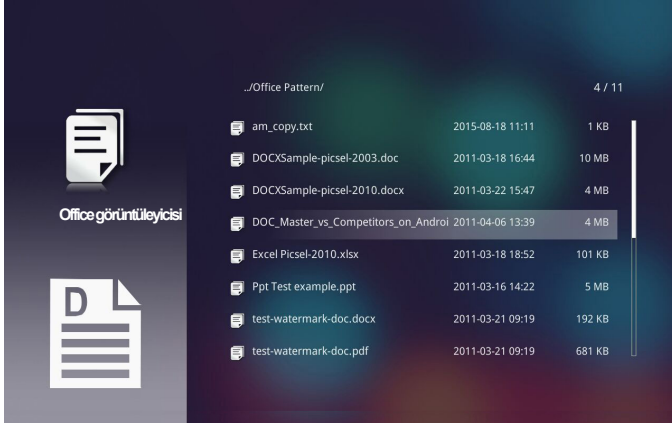 ../Office Pattern/ 4 / 11
am_copy.txt 2015-08-18 11:11 1 KB
DOCXSample-picsel-2003.doc 2011-03-18 16:44 10 MB
DOCXSample-picsel-2010.docx 2011-03-22 15:47 4 MB
Office görüntüleyicisi
DOC_Master_vs_Competitors_on_Androi 2011-04-06 13:39 4 MB
Excel Picsel-2010.xlsx 2011-03-18 18:52 101 KB
Ppt Test example.ppt 2011-03-16 14:22 5 MB
D
test-watermark-doc.docx 2011-03-21 09:19 192 KB
test-watermark-doc.pdf 2011-03-21 09:19 681 KB